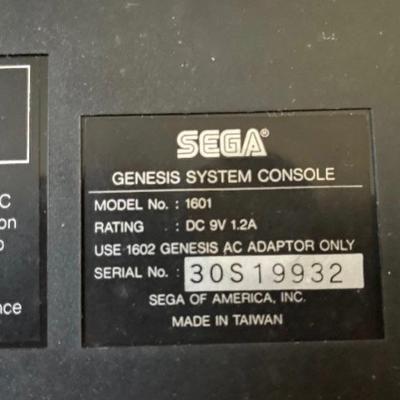 SEGA®
GENESIS SYSTEM CONSOLE
MODEL No. : 1601
RATING : DC 9V 1.2A
USE 1602 GENESIS AC ADAPTOR ONLY
SERIAL No. : 30S19932
SEGA OF AMERICA, INC.
MADE IN TAIWAN